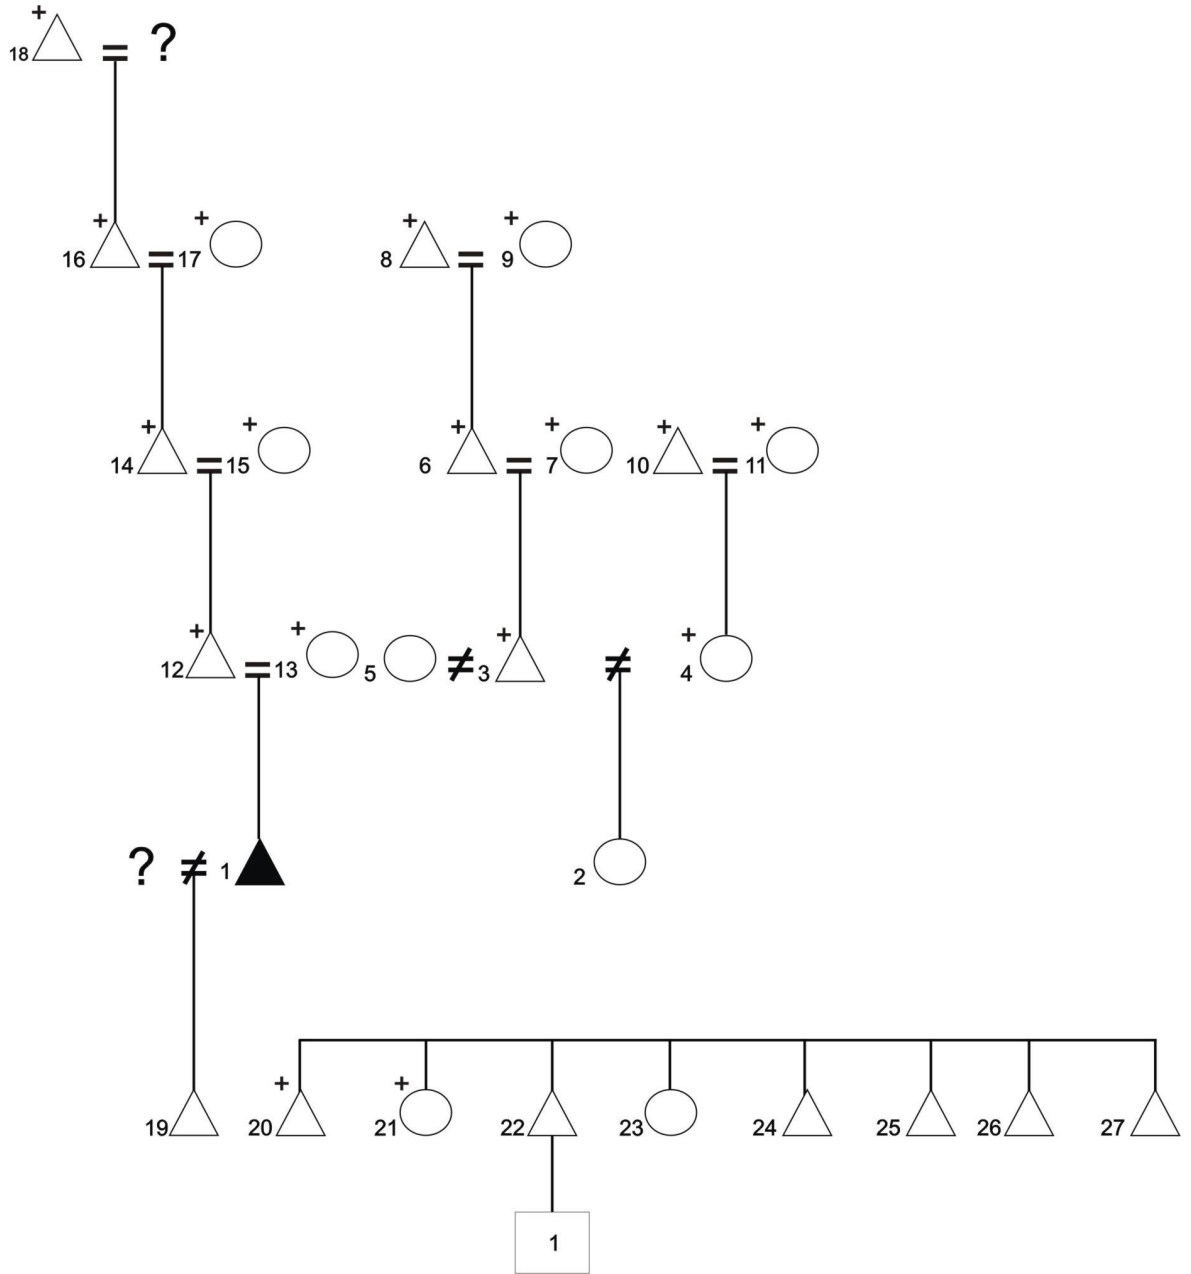 +
18 = ?
+ + + +
16 = 17 8 = 9
+ + + + + +
14 = 15 6 = 7 10 = 11
+ + + +
12 = 13 5 ≠ 3 ≠ 4
? ≠ 1 2
+ +
19 20 21 22 23 24 25 26 27
1